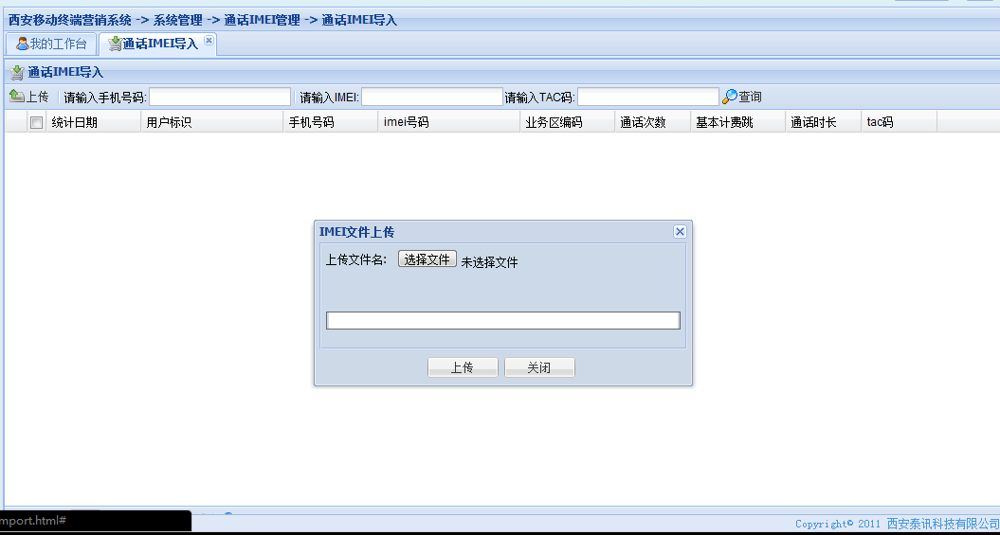 西安移动终端营销系统 -> 系统管理 -> 通话IMEI管理 -> 通话IMEI导入
我的工作台 通话IMEI导入
通话IMEI导入
上传 请输入手机号码: 请输入IMEI: 请输入TAC码: 查询
统计日期 用户标识 手机号码 imei号码 业务区编码 通话次数 基本计费跳 通话时长 tac码
IMEI文件上传
上传文件名: 选择文件 未选择文件
上传 关闭
mport.html#
Copyright© 2011 西安泰讯科技有限公司